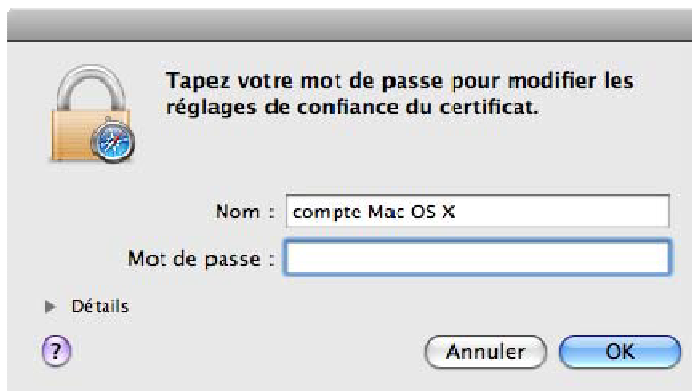 Tapez votre mot de passe pour modifier les
réglages de confiance du certificat.
Nom : compte Mac OS X
Mot de passe :
Détails
?
Annuler
OK